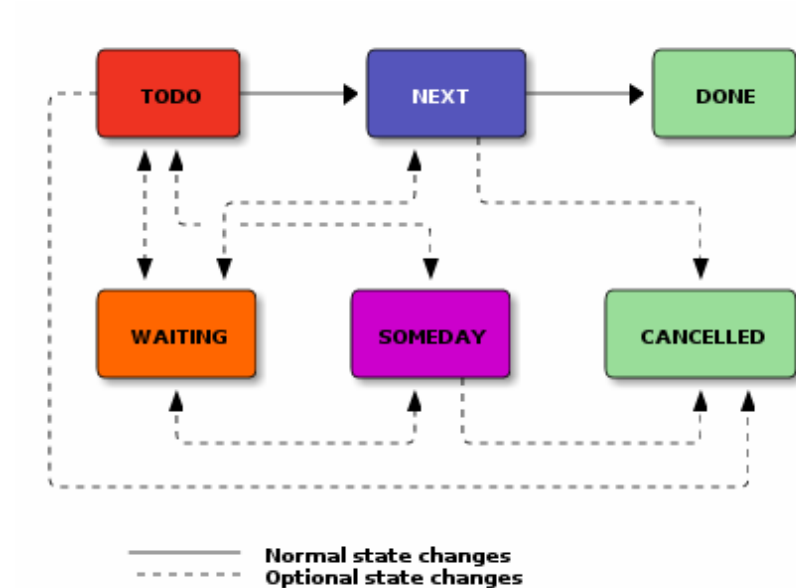 TODO
NEXT
DONE
WAITING
SOMEDAY
CANCELLED
Normal state changes
Optional state changes